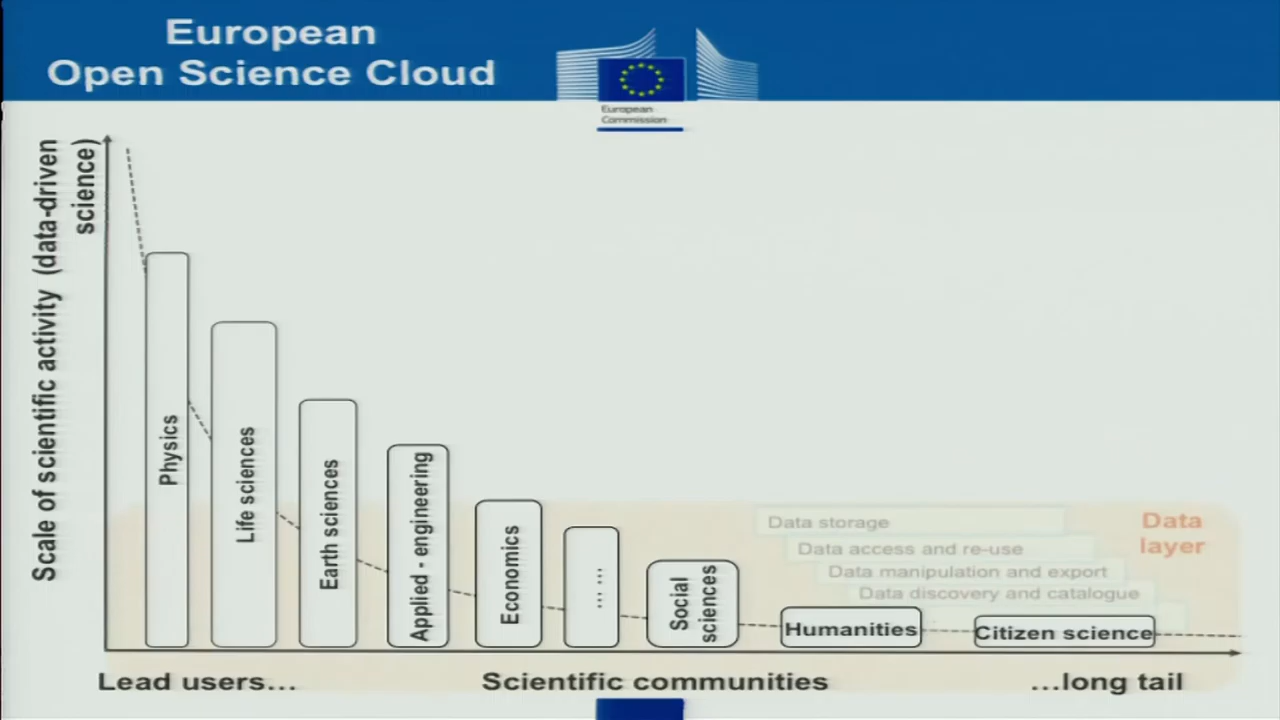 European
Open Science Cloud
European
Commission
Scale of scientific activity (data-driven
science)
Physics
Life sciences
Earth sciences
Applied - engineering
Economics
... ...
Social
sciences
Humanities
Citizen science
Data storage
Data access and re-use
Data manipulation and export
Data discovery and catalogue
Data
layer
Lead users...
Scientific communities
...long tail